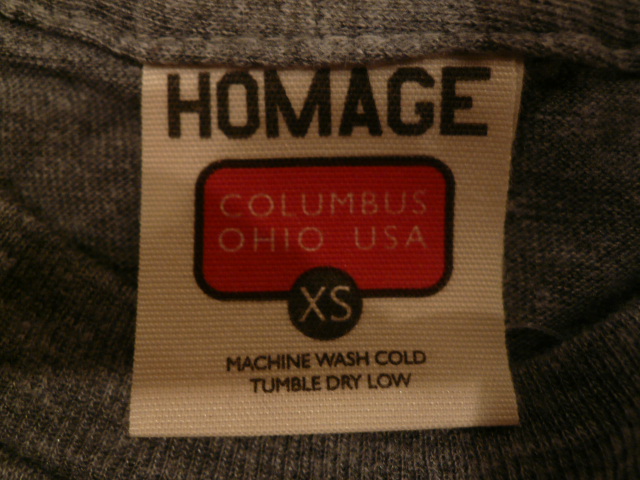 HOMAGE
COLUMBUS
OHIO USA
XS
MACHINE WASH COLD
TUMBLE DRY LOW